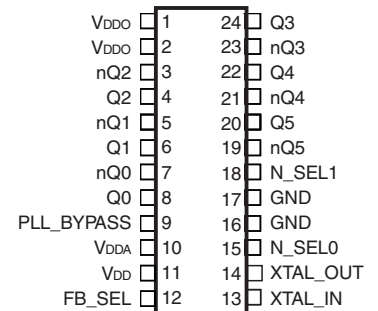 VDDO 1 24 Q3
VDDO 2 23 nQ3
nQ2 3 22 Q4
Q2 4 21 nQ4
nQ1 5 20 Q5
Q1 6 19 nQ5
nQ0 7 18 N_SEL1
Q0 8 17 GND
PLL_BYPASS 9 16 GND
VDDA 10 15 N_SEL0
VDD 11 14 XTAL_OUT
FB_SEL 12 13 XTAL_IN